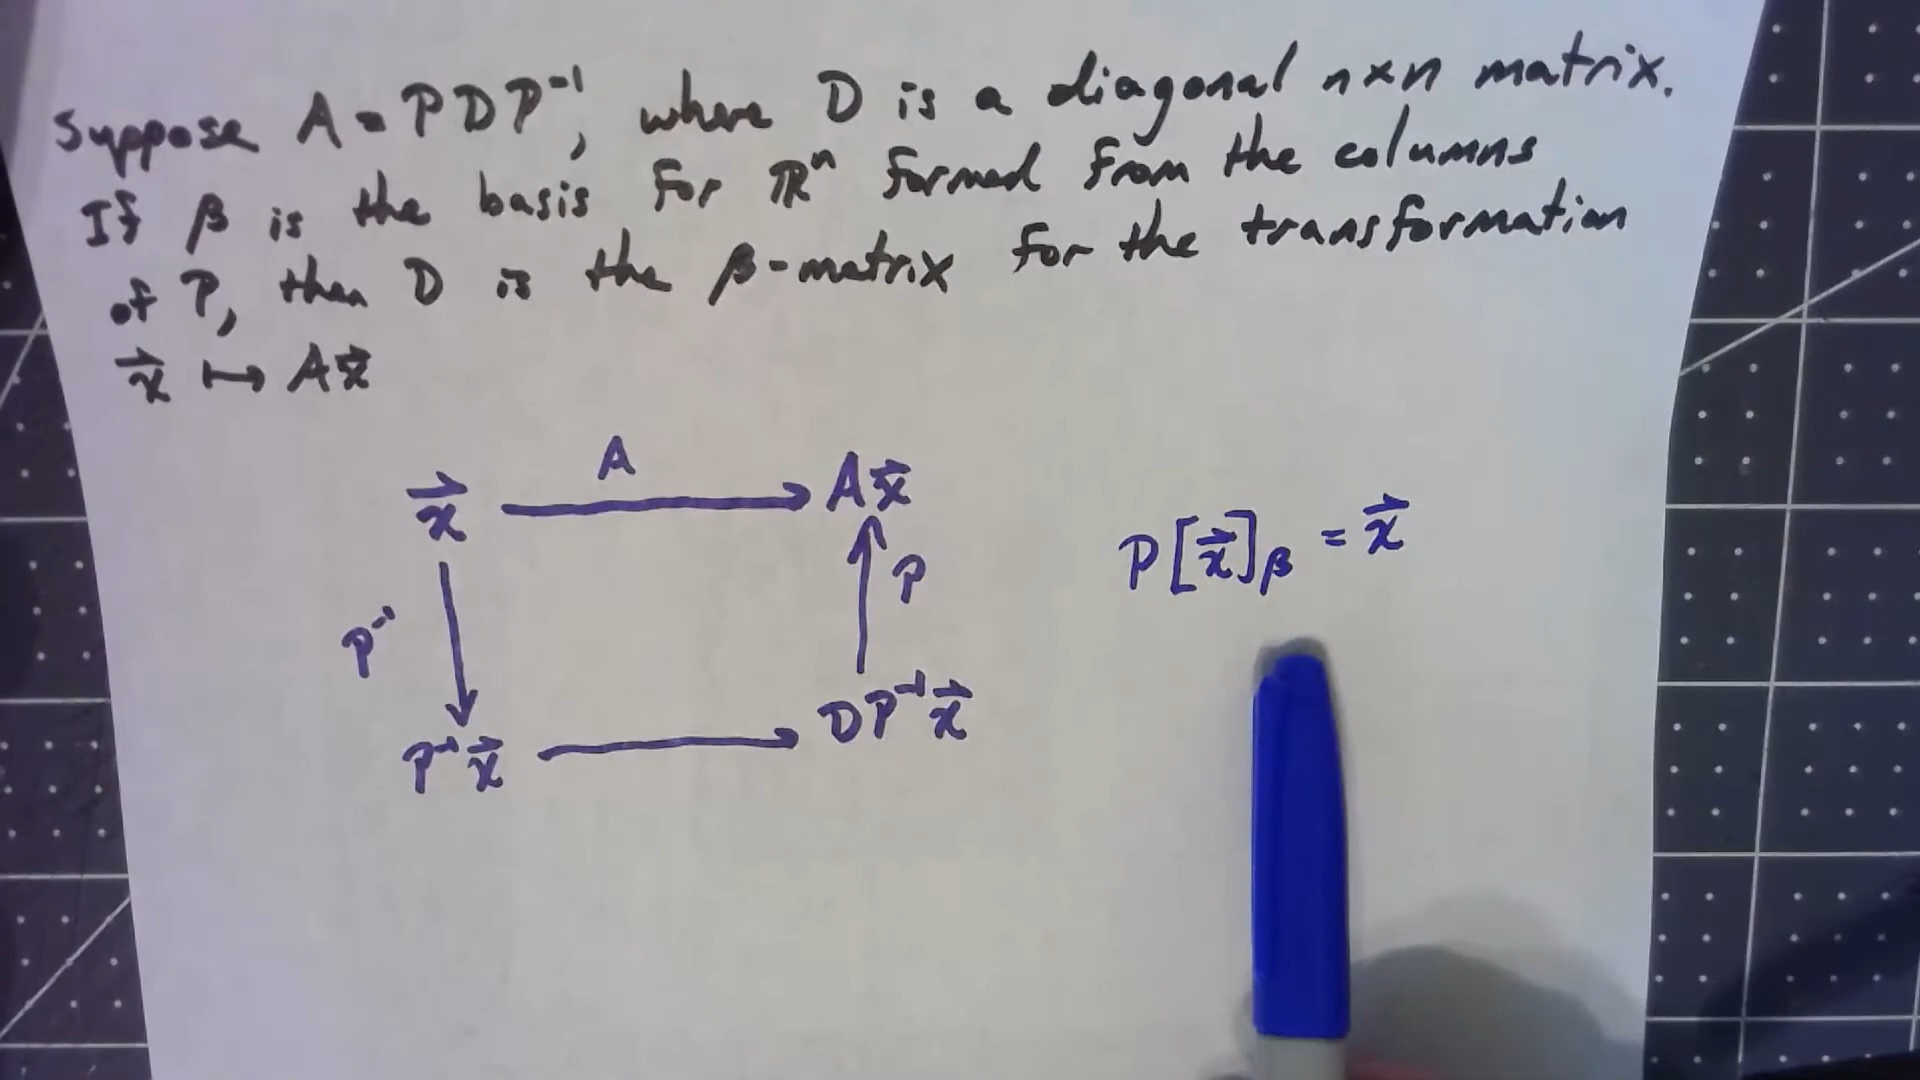 Suppose A = PDP⁻¹, where D is a diagonal n×n matrix.
If β is the basis for ℝⁿ formed from the columns
of P, then D is the β-matrix for the transformation
x⃗ ↦ Ax⃗
A
x⃗ → Ax⃗
P[x⃗]β = x⃗
P⁻¹
P
P⁻¹x⃗ → DP⁻¹x⃗